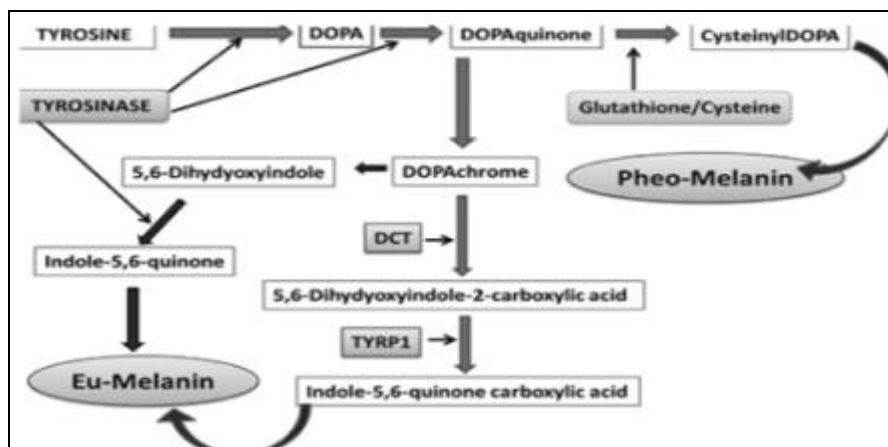 TYROSINE
DOPA
DOPAquinone
CysteinylDOPA
TYROSINASE
Glutathione/Cysteine
5,6-Dihydyoxyindole
DOPAchrome
Pheo-Melanin
DCT
Indole-5,6-quinone
5,6-Dihydyoxyindole-2-carboxylic acid
TYRP1
Eu-Melanin
Indole-5,6-quinone carboxylic acid